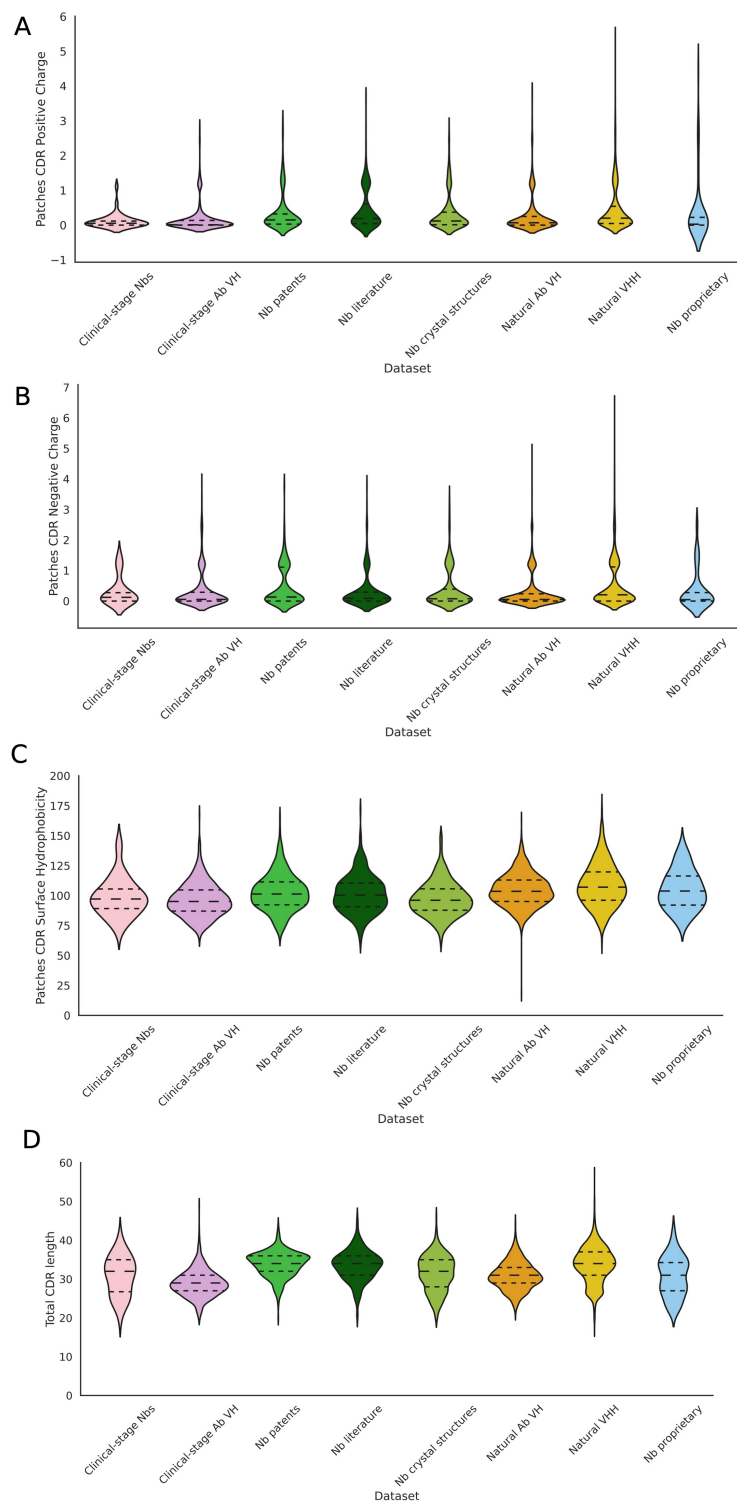 A
Patches CDR Positive Charge
6
5
4
3
2
1
0
−1
Clinical-stage Nbs
Clinical-stage Ab VH
Nb patents
Nb literature
Nb crystal structures
Natural Ab VH
Natural VHH
Nb proprietary
Dataset
B
Patches CDR Negative Charge
7
6
5
4
3
2
1
0
Clinical-stage Nbs
Clinical-stage Ab VH
Nb patents
Nb literature
Nb crystal structures
Natural Ab VH
Natural VHH
Nb proprietary
Dataset
C
Patches CDR Surface Hydrophobicity
200
175
150
125
100
75
50
25
0
Clinical-stage Nbs
Clinical-stage Ab VH
Nb patents
Nb literature
Nb crystal structures
Natural Ab VH
Natural VHH
Nb proprietary
Dataset
D
Total CDR length
60
50
40
30
20
10
0
Clinical-stage Nbs
Clinical-stage Ab VH
Nb patents
Nb literature
Nb crystal structures
Natural Ab VH
Natural VHH
Nb proprietary
Dataset